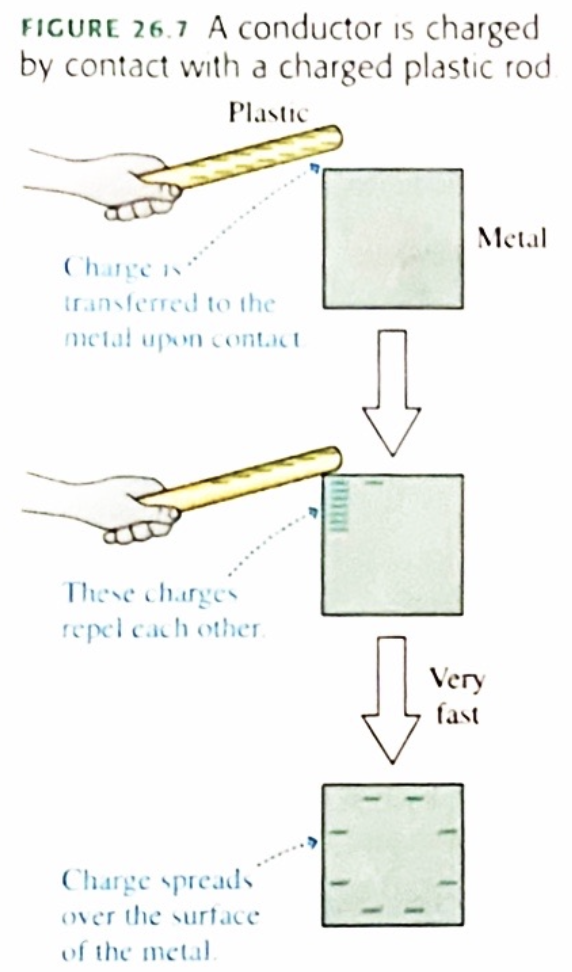 FIGURE 26.7 A conductor is charged
by contact with a charged plastic rod
Plastic
Metal
Charge is
transferred to the
metal upon contact.
These charges
repel each other.
Very
fast
Charge spreads
over the surface
of the metal.